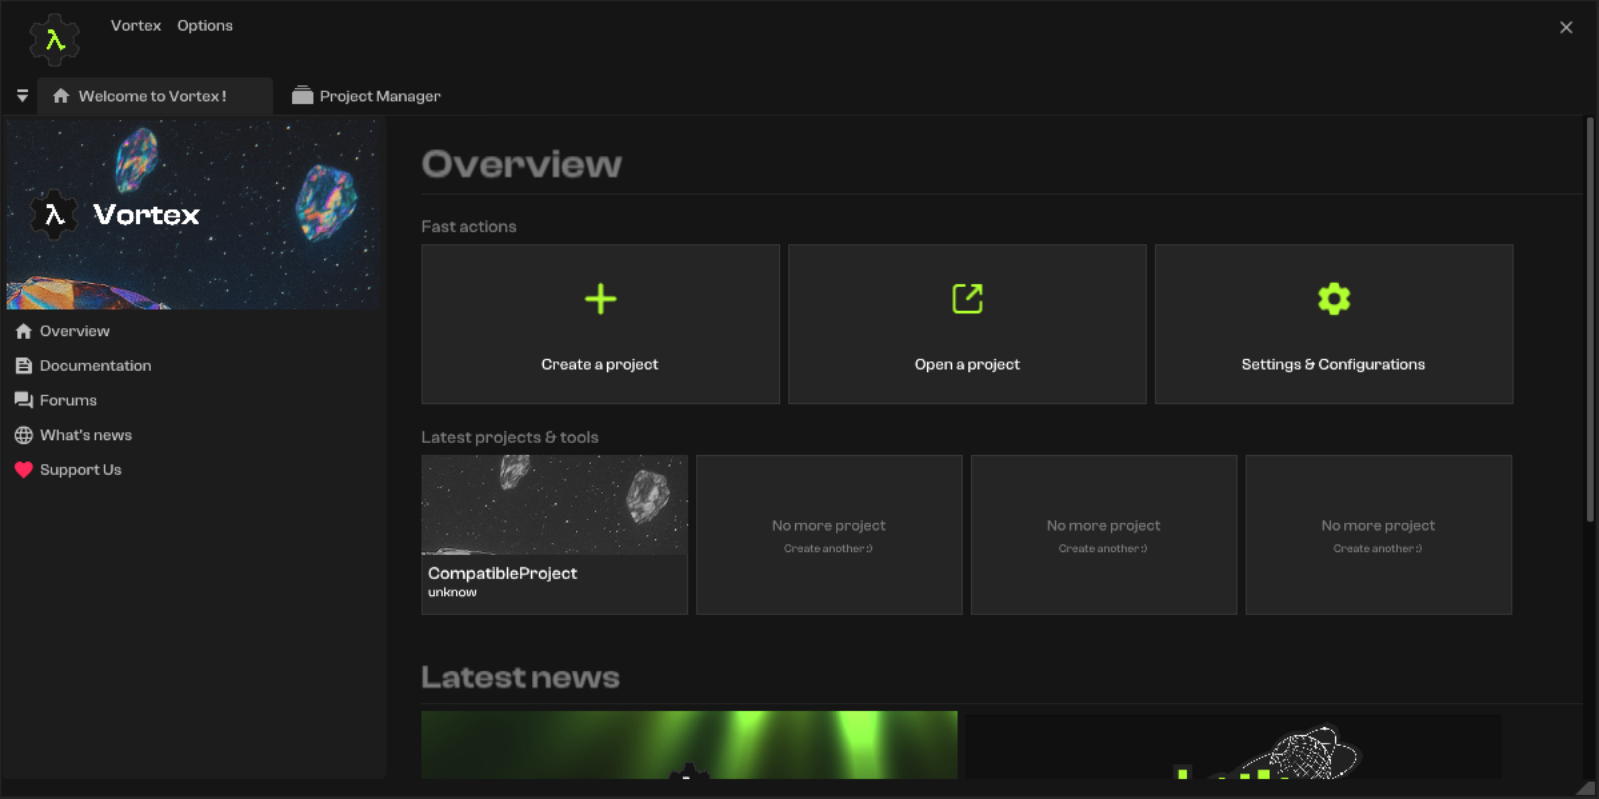 Vortex Options
Welcome to Vortex !
Project Manager
Vortex
Overview
Documentation
Forums
What's news
Support Us
Overview
Fast actions
Create a project
Open a project
Settings & Configurations
Latest projects & tools
CompatibleProject
unknow
No more project
Create another :)
No more project
Create another :)
No more project
Create another :)
Latest news